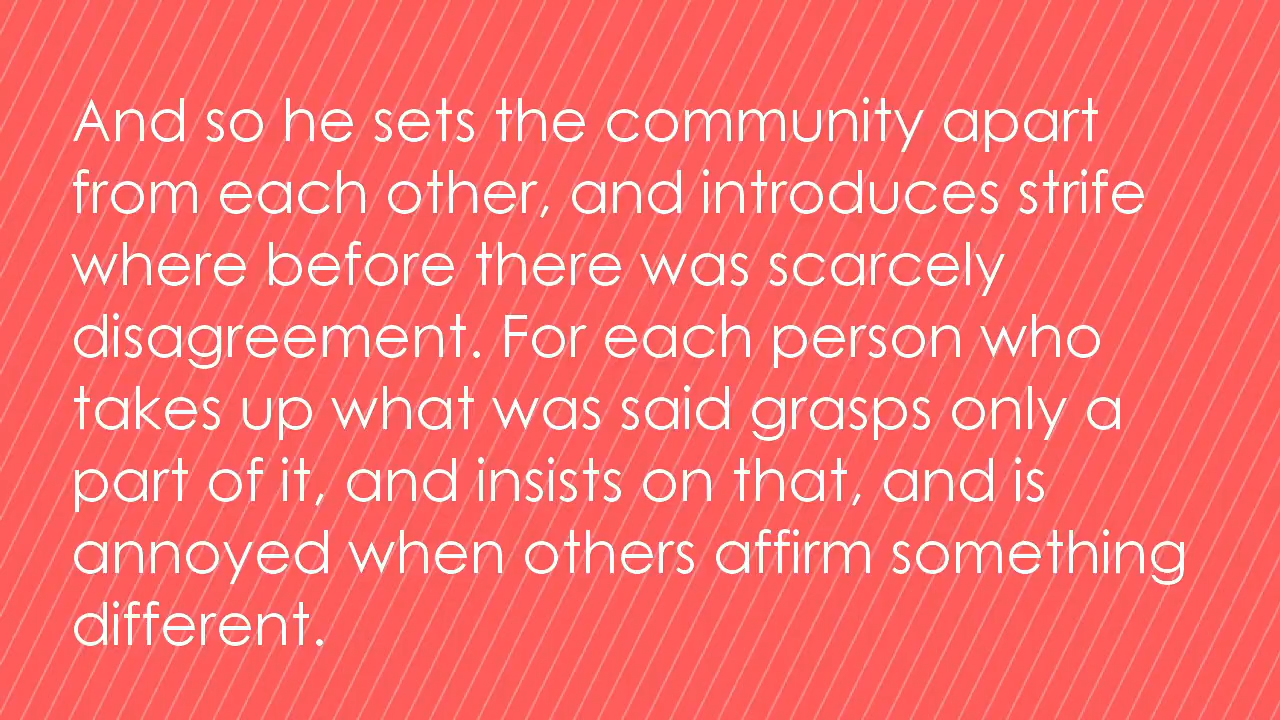 And so he sets the community apart
from each other, and introduces strife
where before there was scarcely
disagreement. For each person who
takes up what was said grasps only a
part of it, and insists on that, and is
annoyed when others affirm something
different.